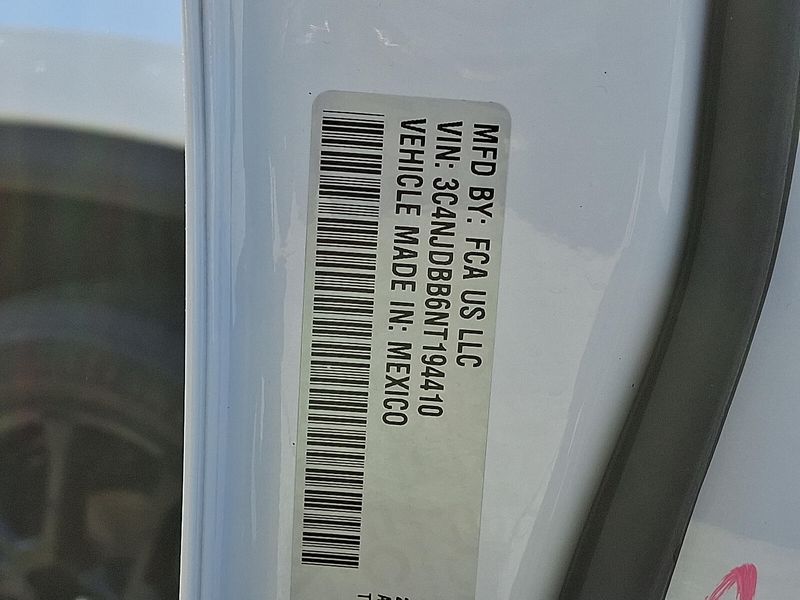 MFD BY: FCA US LLC
VIN: 3C4NJDBB6NT194410
VEHICLE MADE IN: MEXICO